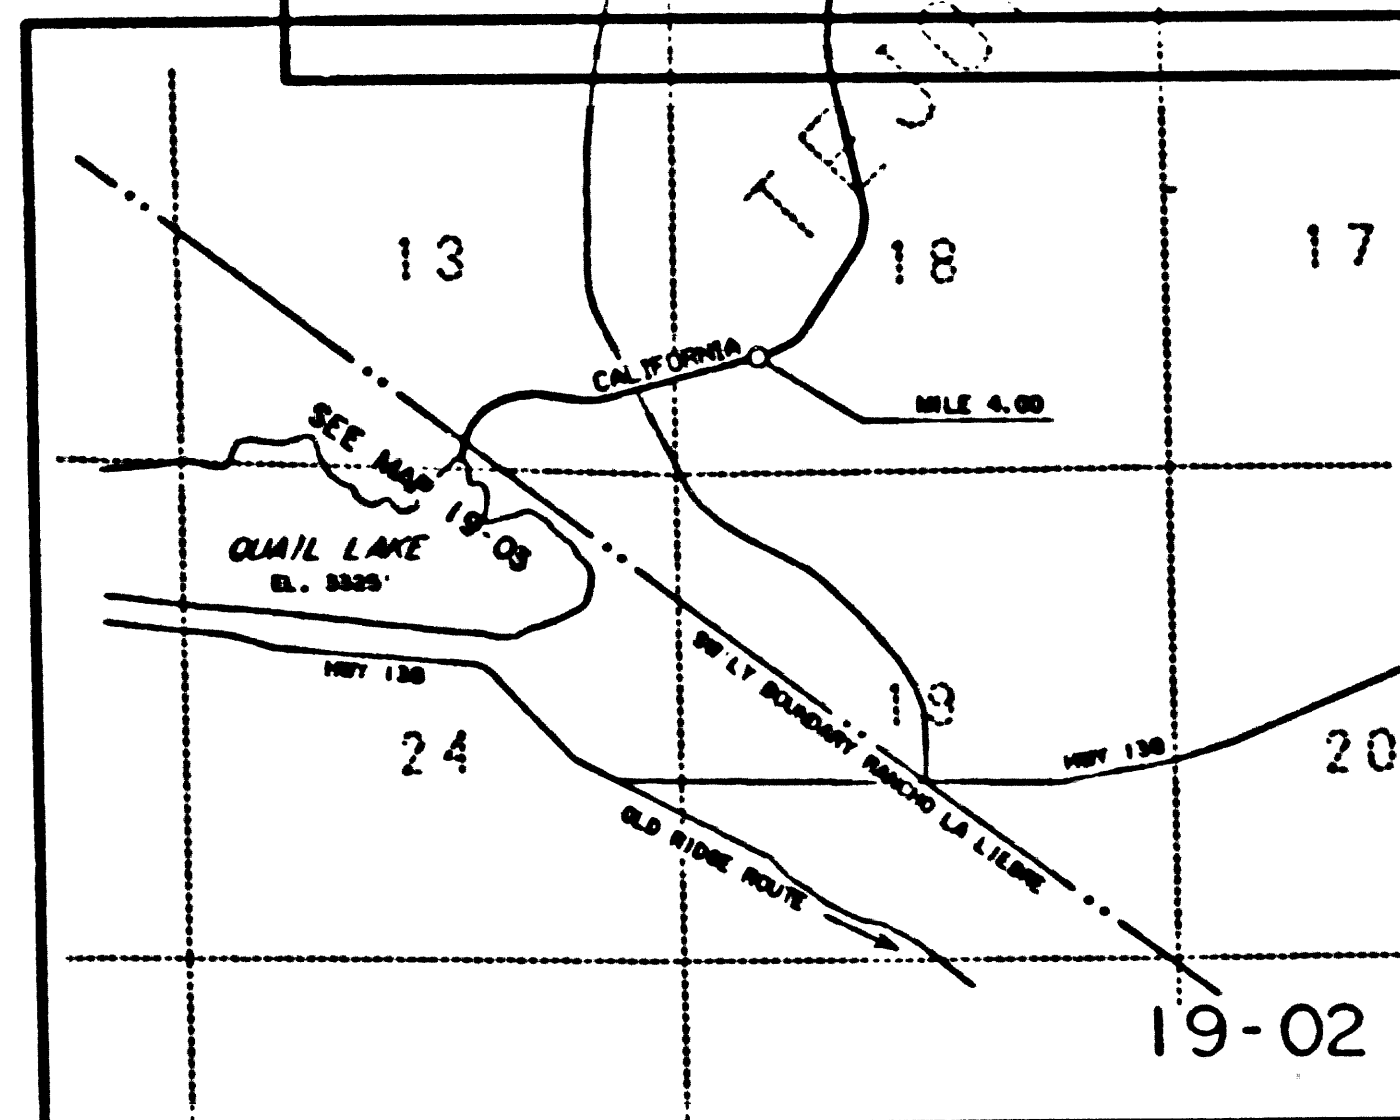 TEJO
13
18
17
CALIFORNIA
MILE 4.00
SEE MAP 19-03
QUAIL LAKE
EL. 3325'
HWY 138
SW'LY BOUNDARY RANCHO LA LIEBRE
19
HWY 138
20
24
OLD RIDGE ROUTE
19-02